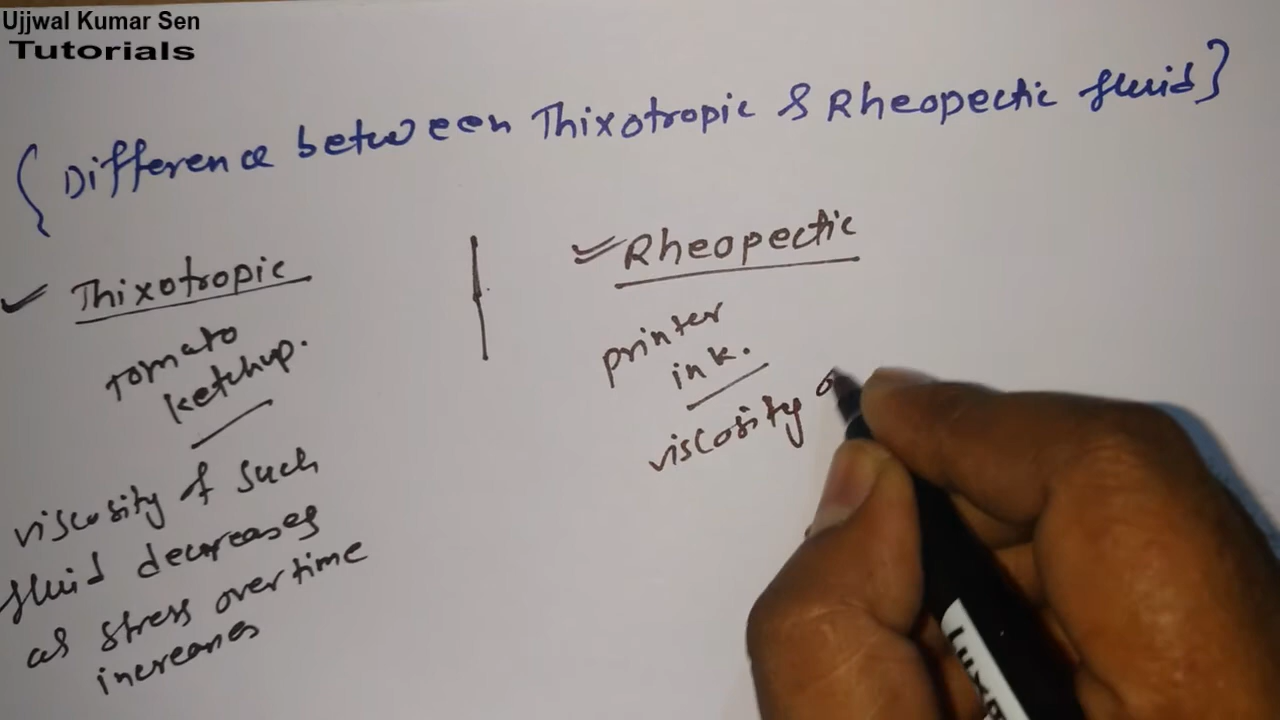 Ujjwal Kumar Sen
Tutorials
{Difference between Thixotropic & Rheopectic fluid}
Thixotropic
Tomato
ketchup.
viscosity of such
fluid decreases
as stress over time
increases
Rheopectic
printer
ink.
viscosity o
LUX